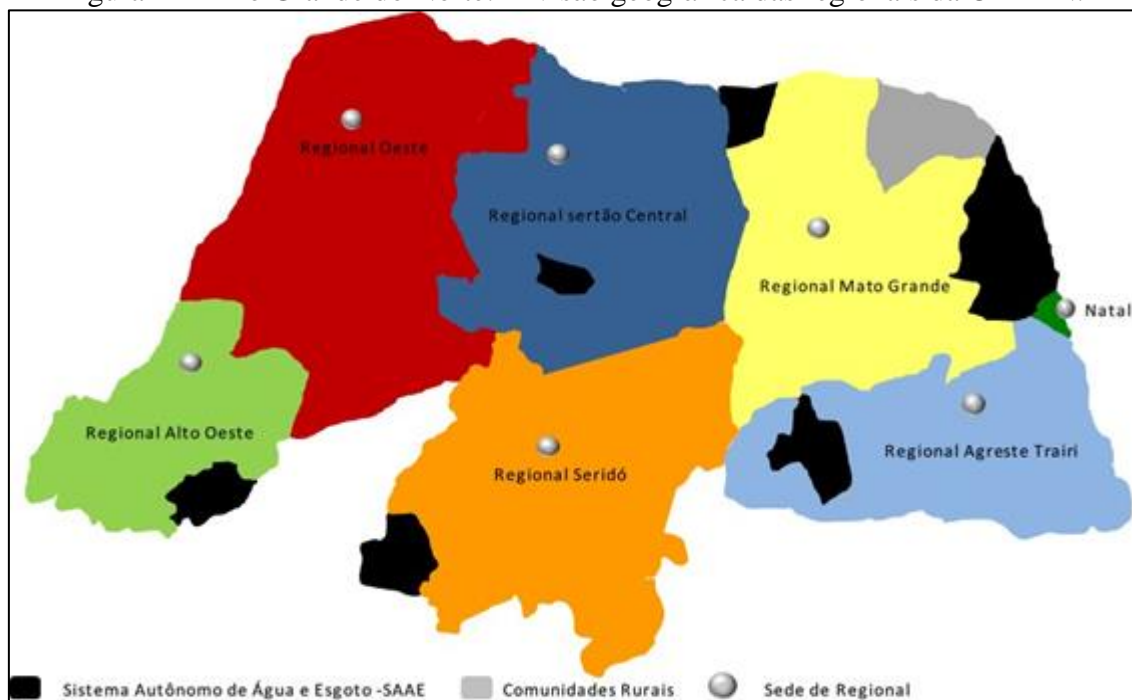 Regional Oeste
Regional sertão Central
Regional Mato Grande
Natal
Regional Alto Oeste
Regional Seridó
Regional Agreste Trairi
Sistema Autônomo de Água e Esgoto -SAAE Comunidades Rurais Sede de Regional